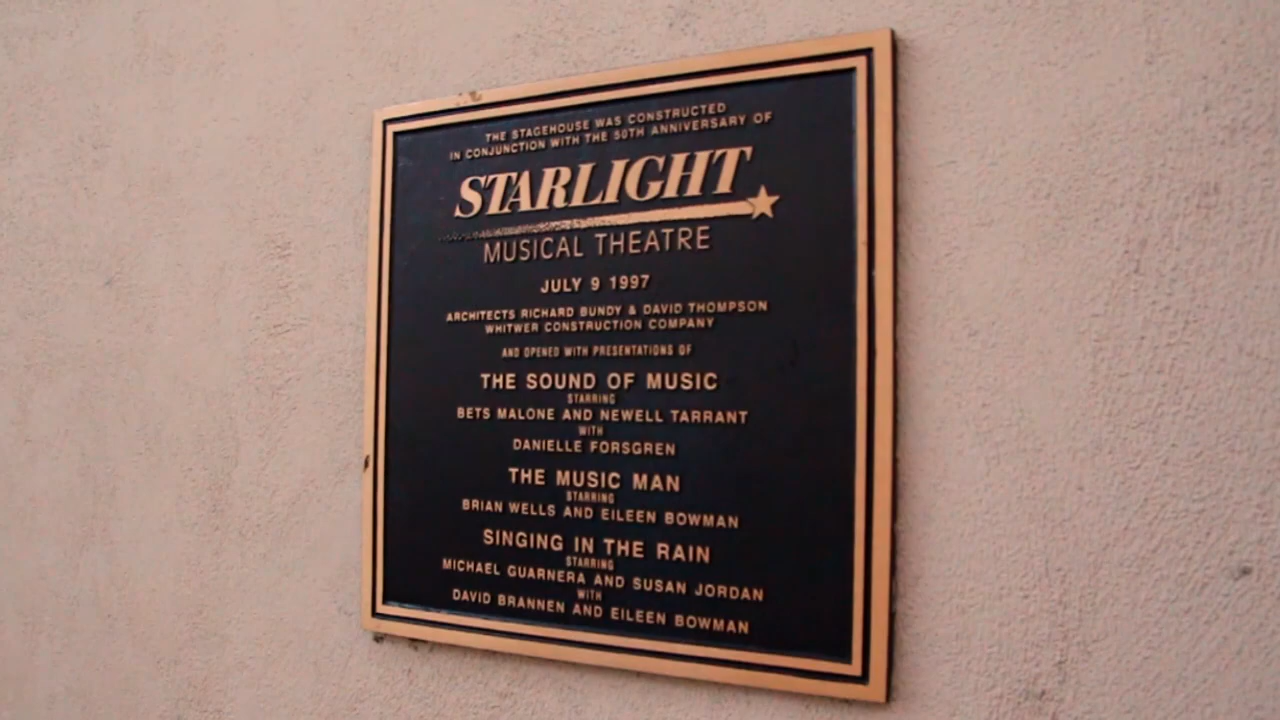 THE STAGEHOUSE WAS CONSTRUCTED
IN CONJUNCTION WITH THE 50TH ANNIVERSARY OF
STARLIGHT
MUSICAL THEATRE
JULY 9 1997
ARCHITECTS RICHARD BUNDY & DAVID THOMPSON
WHITWER CONSTRUCTION COMPANY
AND OPENED WITH PRESENTATIONS OF
THE SOUND OF MUSIC
STARRING
BETS MALONE AND NEWELL TARRANT
WITH
DANIELLE FORSGREN
THE MUSIC MAN
STARRING
BRIAN WELLS AND EILEEN BOWMAN
SINGING IN THE RAIN
STARRING
MICHAEL GUARNERA AND SUSAN JORDAN
WITH
DAVID BRANNEN AND EILEEN BOWMAN